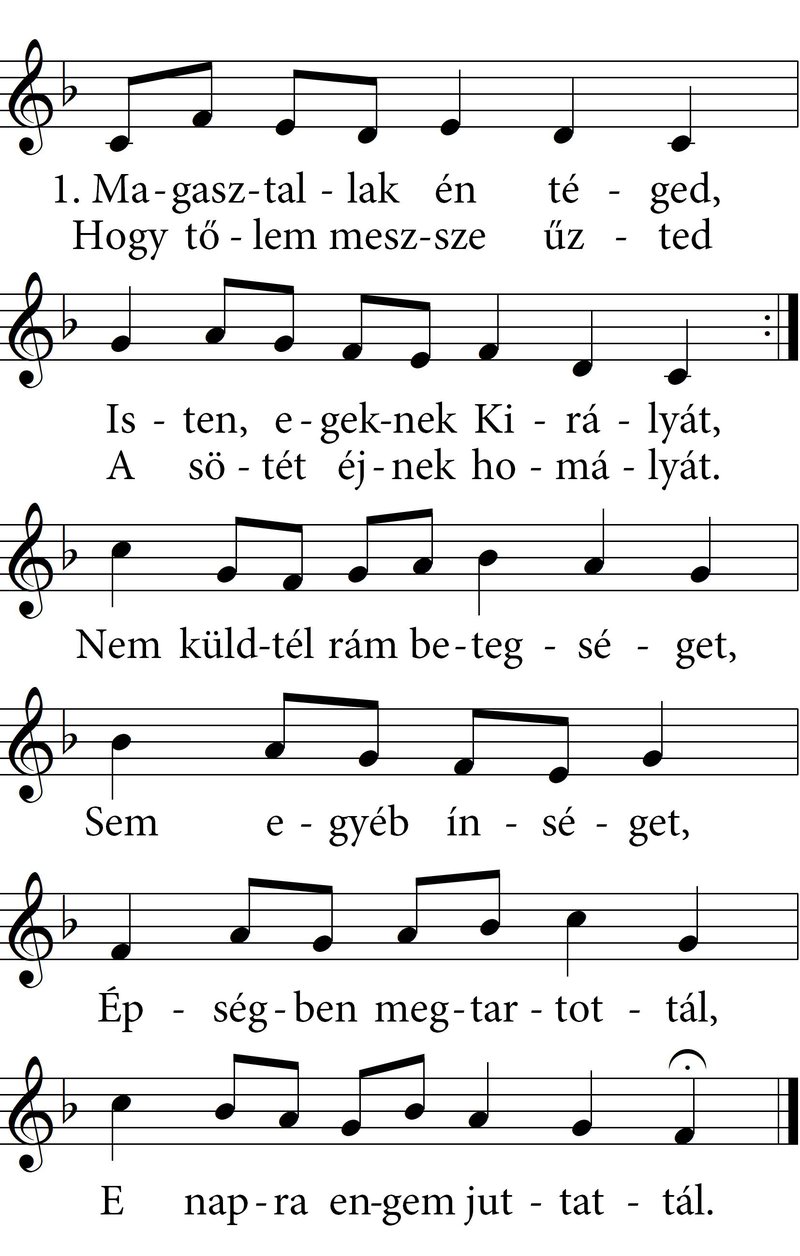 1. Ma-gasz-tal - lak én té - ged,
Hogy tő - lem mesz-sze űz - ted
Is - ten, e - gek-nek Ki - rá - lyát,
A sö - tét éj - nek ho - má - lyát.
Nem küld-tél rám be - teg - sé - get,
Sem e - gyéb ín - sé - get,
Ép - ség - ben meg - tar - tot - tál,
E nap - ra en-gem jut - tat - tál.